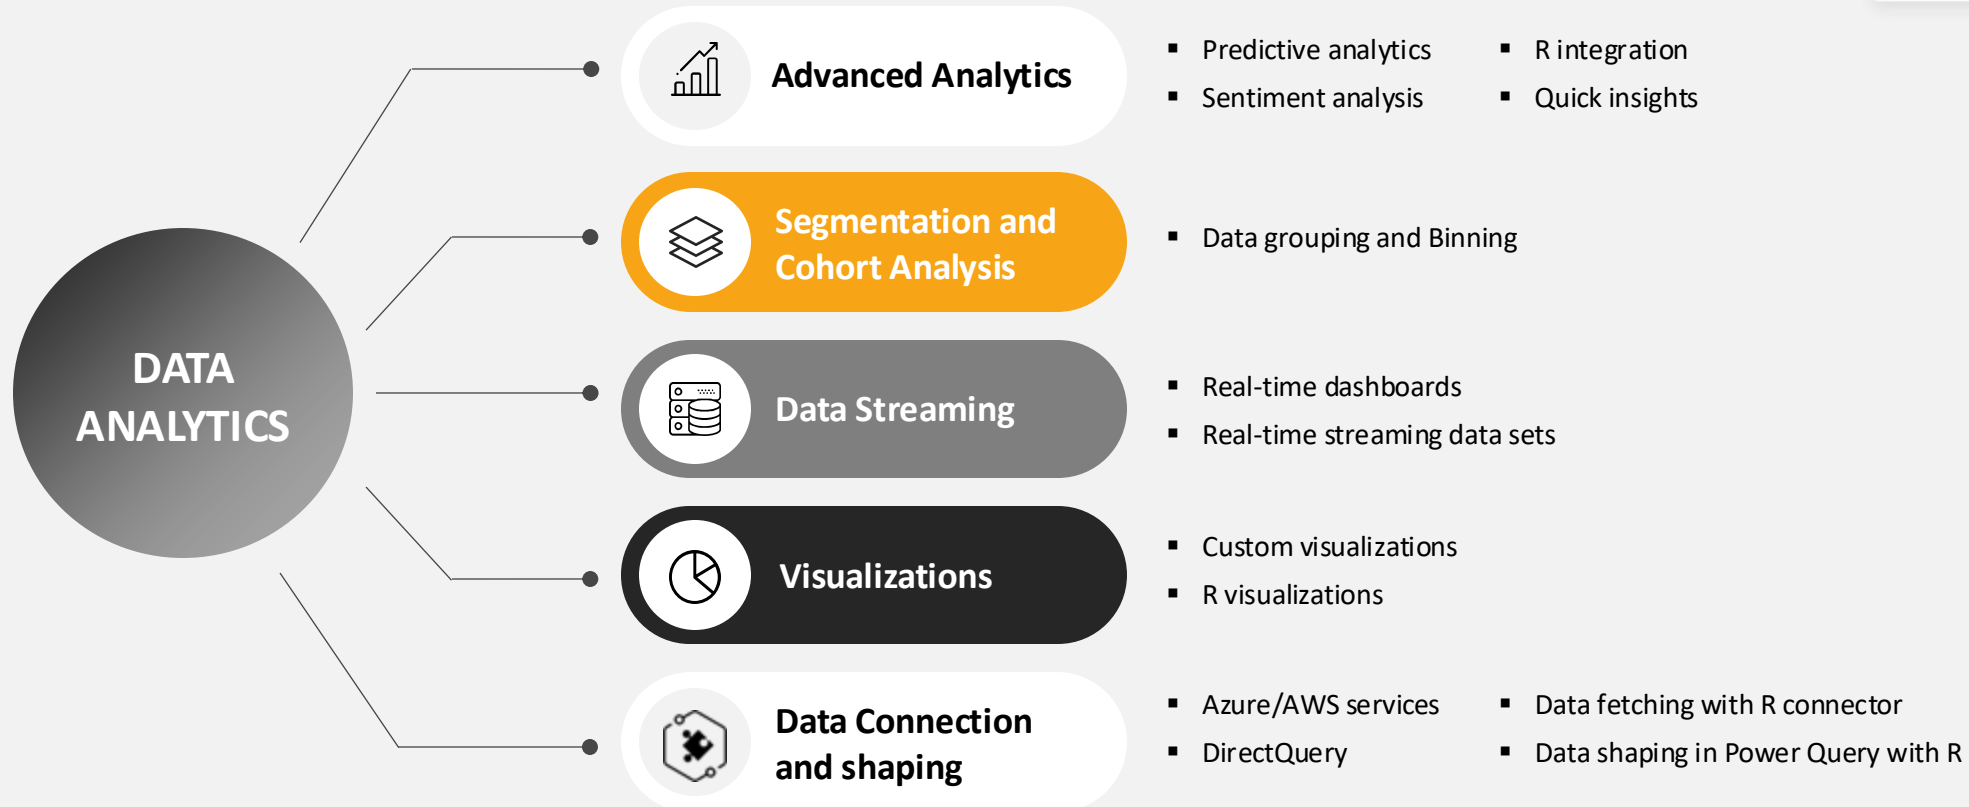 DATA
ANALYTICS
Advanced Analytics
Predictive analytics
Sentiment analysis
R integration
Quick insights
Segmentation and
Cohort Analysis
Data grouping and Binning
Data Streaming
Real-time dashboards
Real-time streaming data sets
Visualizations
Custom visualizations
R visualizations
Data Connection
and shaping
Azure/AWS services
DirectQuery
Data fetching with R connector
Data shaping in Power Query with R